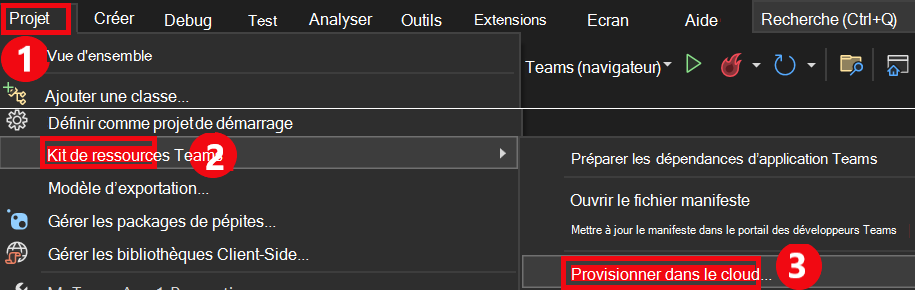 Projet Créer Debug Test Analyser Outils Extensions Ecran Aide Recherche (Ctrl+Q)
1
Vue d'ensemble
Teams (navigateur)
Ajouter une classe...
Définir comme projet de démarrage
Kit de ressources Teams
2
Préparer les dépendances d'application Teams
Modèle d'exportation...
Ouvrir le fichier manifeste
Gérer les packages de pépites...
Mettre à jour le manifeste dans le portail des développeurs Teams
Gérer les bibliothèques Client-Side...
Provisionner dans le cloud...
3